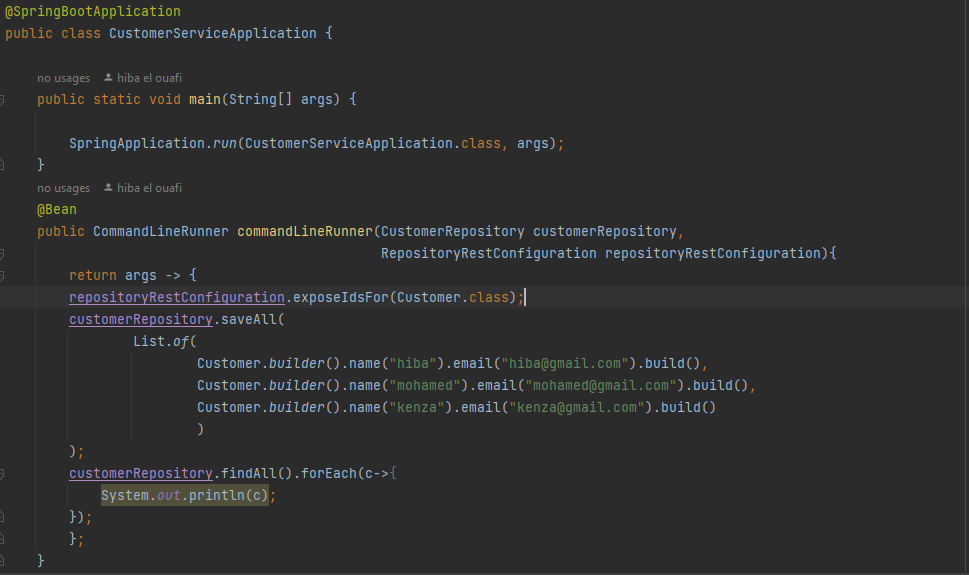 @SpringBootApplication
public class CustomerServiceApplication {
no usages hiba el ouafi
public static void main(String[] args) {
SpringApplication.run(CustomerServiceApplication.class, args);
}
no usages hiba el ouafi
@Bean
public CommandLineRunner commandLineRunner(CustomerRepository customerRepository,
RepositoryRestConfiguration repositoryRestConfiguration){
return args -> {
repositoryRestConfiguration.exposeIdsFor(Customer.class);
customerRepository.saveAll(
List.of(
Customer.builder().name("hiba").email("hiba@gmail.com").build(),
Customer.builder().name("mohamed").email("mohamed@gmail.com").build(),
Customer.builder().name("kenza").email("kenza@gmail.com").build()
)
);
customerRepository.findAll().forEach(c->{
System.out.println(c);
});
};
}